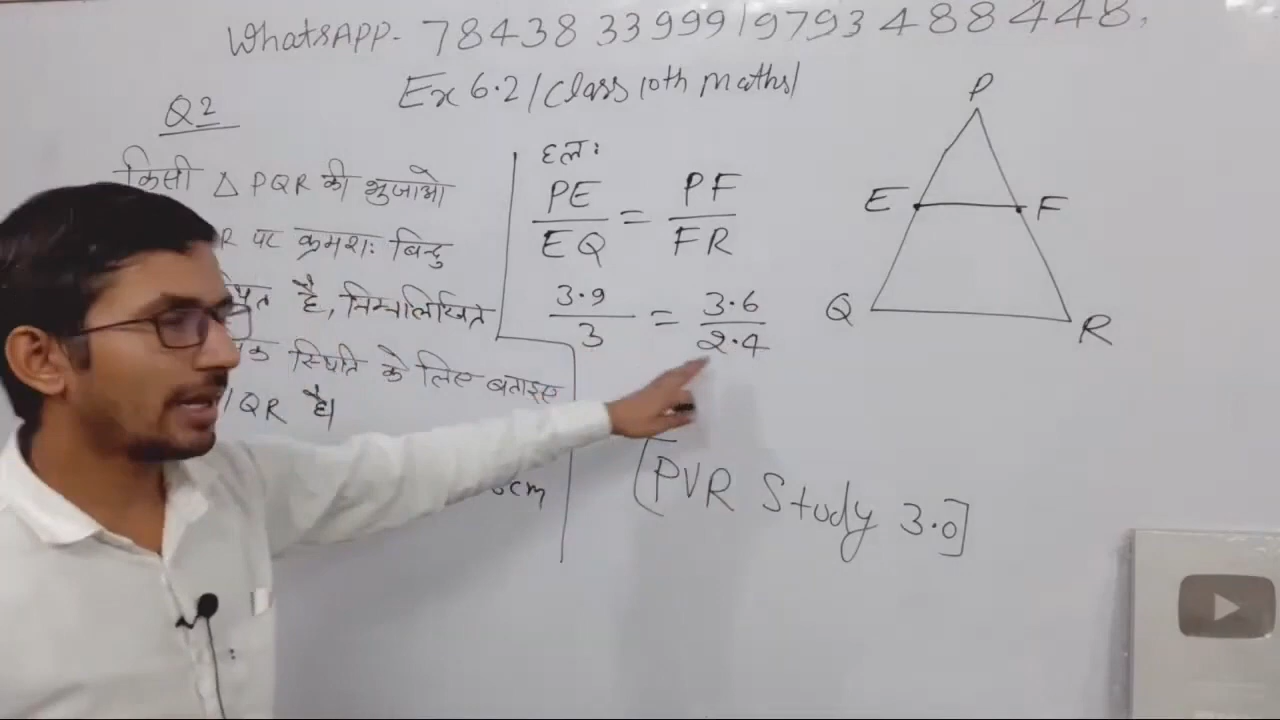 WhatsAPP- 78438 33999/9793 488448,
Ex 6.2/Class 10th maths/
Q2
किसी △ PQR की भुजाओ
R पर क्रमशः बिन्दु
है, निम्नलिखित
स्थिति के लिए बताइए
QR है।
cm
हल:
PE/EQ = PF/FR
3.9/3 = 3.6/2.4
[PVR Study 3.0]
P
E F
Q R